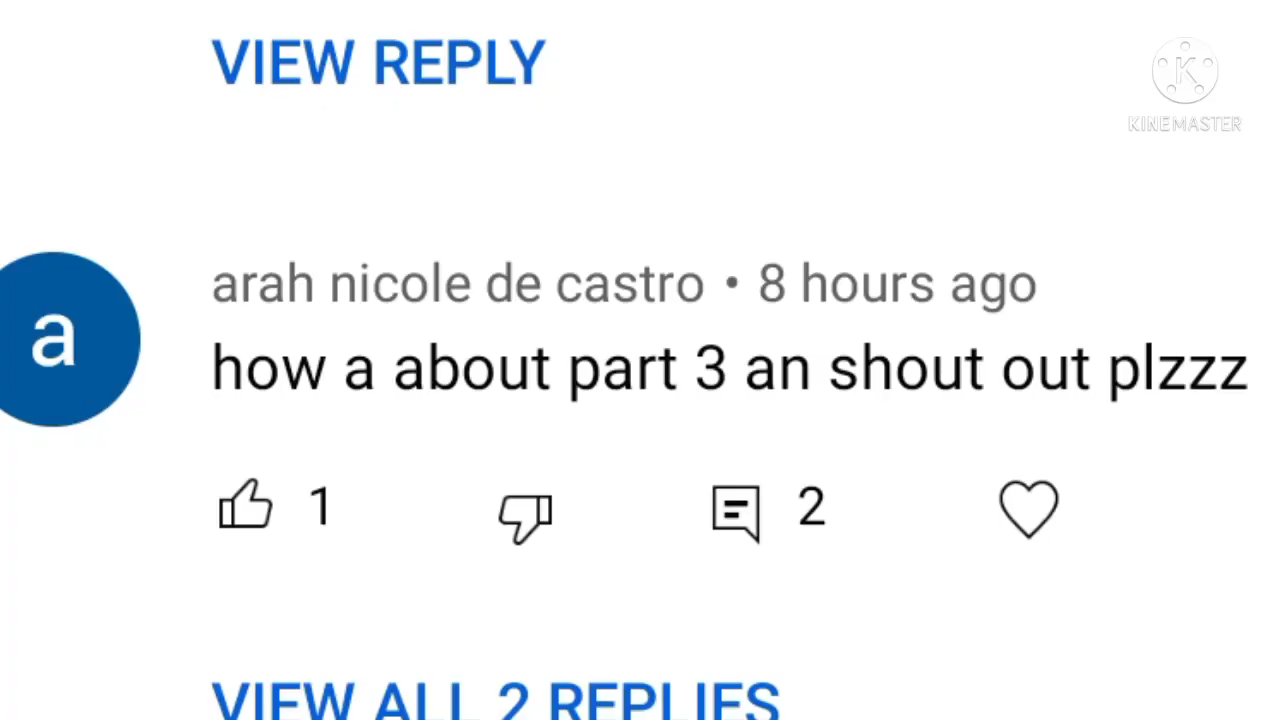 VIEW REPLY
K
KINEMASTER
arah nicole de castro • 8 hours ago
a
how a about part 3 an shout out plzzz
1
2
VIEW ALL 2 REPLIES